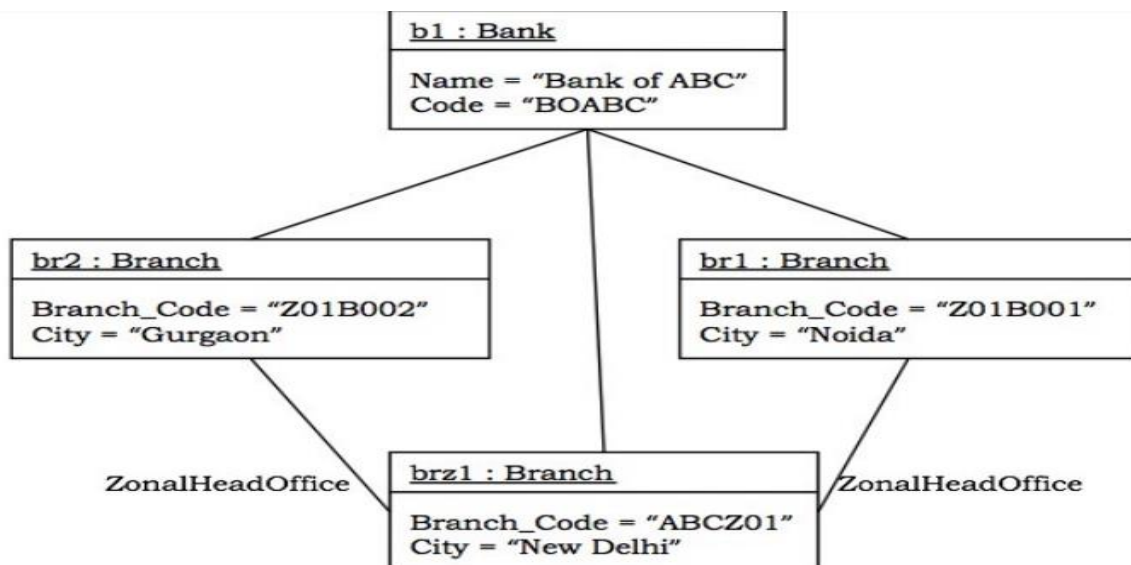 b1 : Bank
Name = “Bank of ABC”
Code = “BOABC”
br2 : Branch
Branch_Code = “Z01B002”
City = “Gurgaon”
br1 : Branch
Branch_Code = “Z01B001”
City = “Noida”
ZonalHeadOffice
brz1 : Branch
Branch_Code = “ABCZ01”
City = “New Delhi”
ZonalHeadOffice